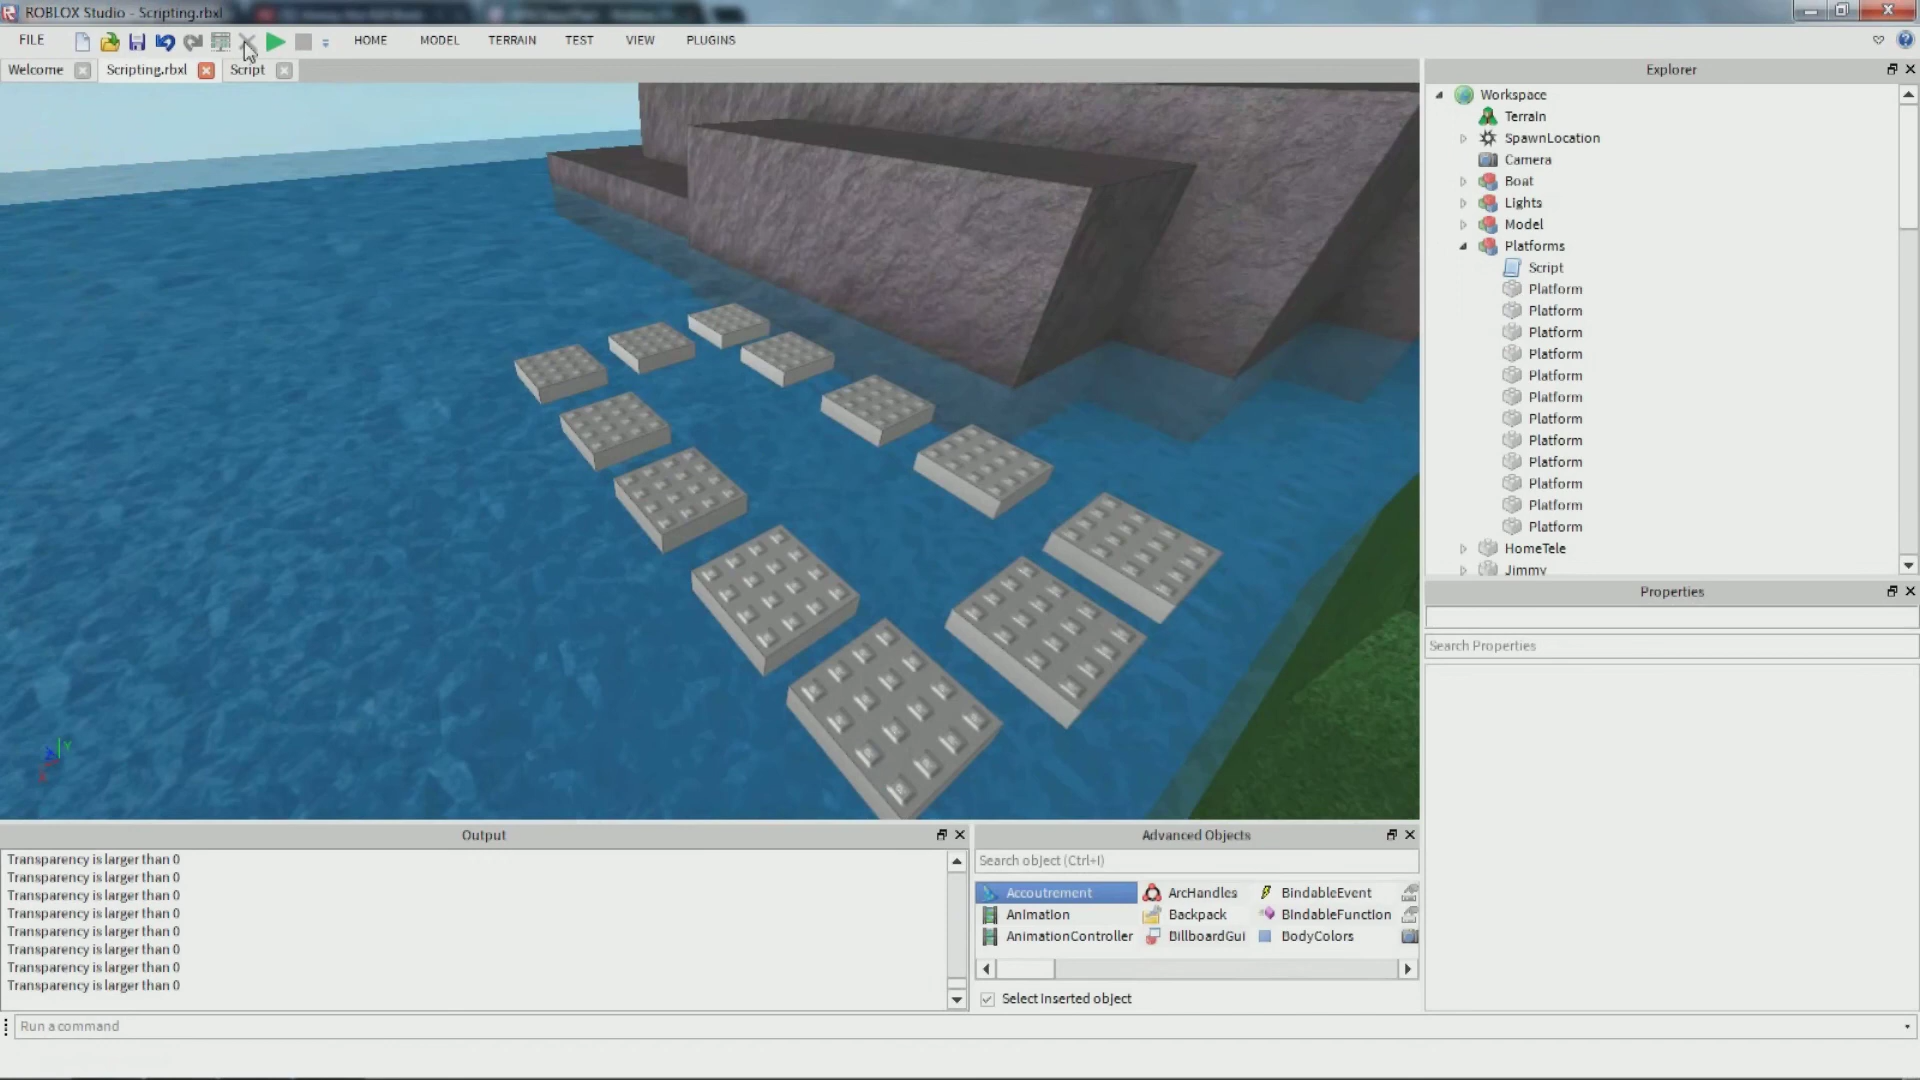 ROBLOX Studio - Scripting.rbxl
FILE HOME MODEL TERRAIN TEST VIEW PLUGINS
Welcome Scripting.rbxl Script
Explorer
Workspace
Terrain
SpawnLocation
Camera
Boat
Lights
Model
Platforms
Script
Platform
Platform
Platform
Platform
Platform
Platform
Platform
Platform
Platform
Platform
Platform
Platform
HomeTele
Jimmy
Properties
Search Properties
Y
Output
Transparency is larger than 0
Transparency is larger than 0
Transparency is larger than 0
Transparency is larger than 0
Transparency is larger than 0
Transparency is larger than 0
Transparency is larger than 0
Transparency is larger than 0
Advanced Objects
Search object (Ctrl+I)
Accoutrement ArcHandles BindableEvent
Animation Backpack BindableFunction
AnimationController BillboardGui BodyColors
Select Inserted object
Run a command